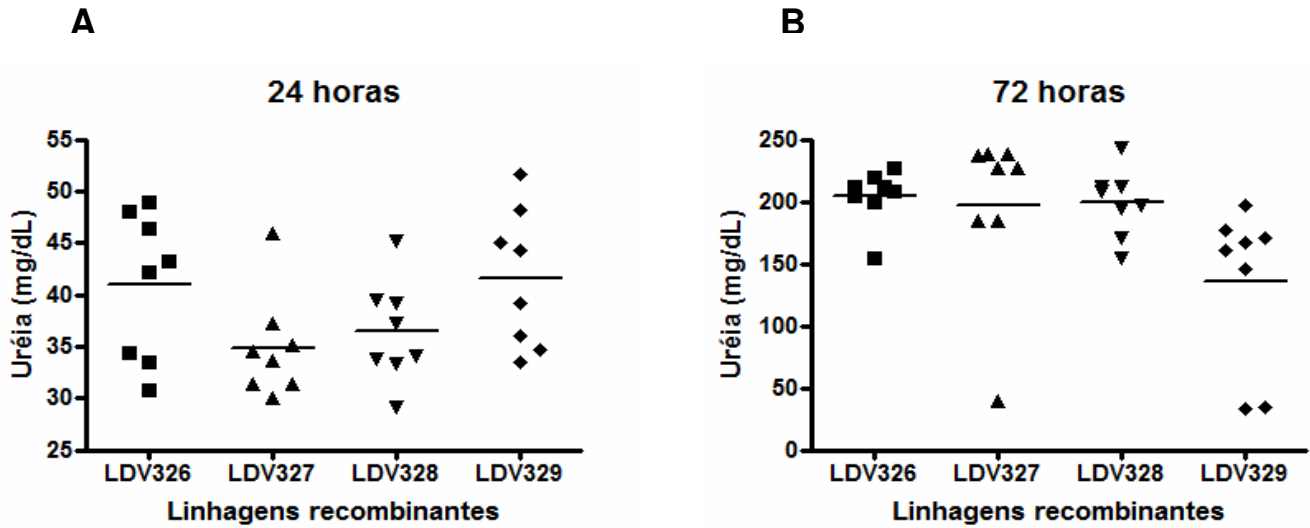 A
24 horas
Uréia (mg/dL)
55
50
45
40
35
30
25
LDV326 LDV327 LDV328 LDV329
Linhagens recombinantes
B
72 horas
Uréia (mg/dL)
250
200
150
100
50
0
LDV326 LDV327 LDV328 LDV329
Linhagens recombinantes